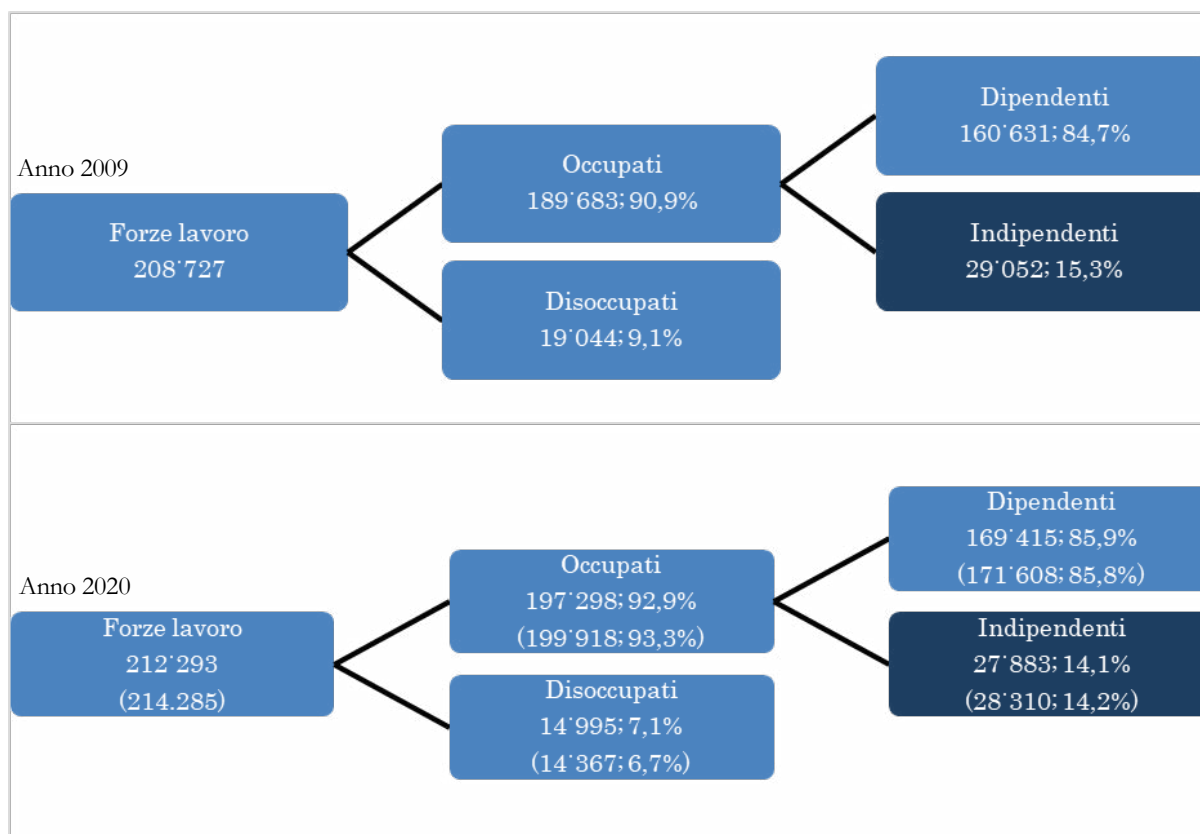 Anno 2009
Forze lavoro
208˙727
Occupati
189˙683; 90,9%
Disoccupati
19˙044; 9,1%
Dipendenti
160˙631; 84,7%
Indipendenti
29˙052; 15,3%
Anno 2020
Forze lavoro
212˙293
(214.285)
Occupati
197˙298; 92,9%
(199˙918; 93,3%)
Disoccupati
14˙995; 7,1%
(14˙367; 6,7%)
Dipendenti
169˙415; 85,9%
(171˙608; 85,8%)
Indipendenti
27˙883; 14,1%
(28˙310; 14,2%)